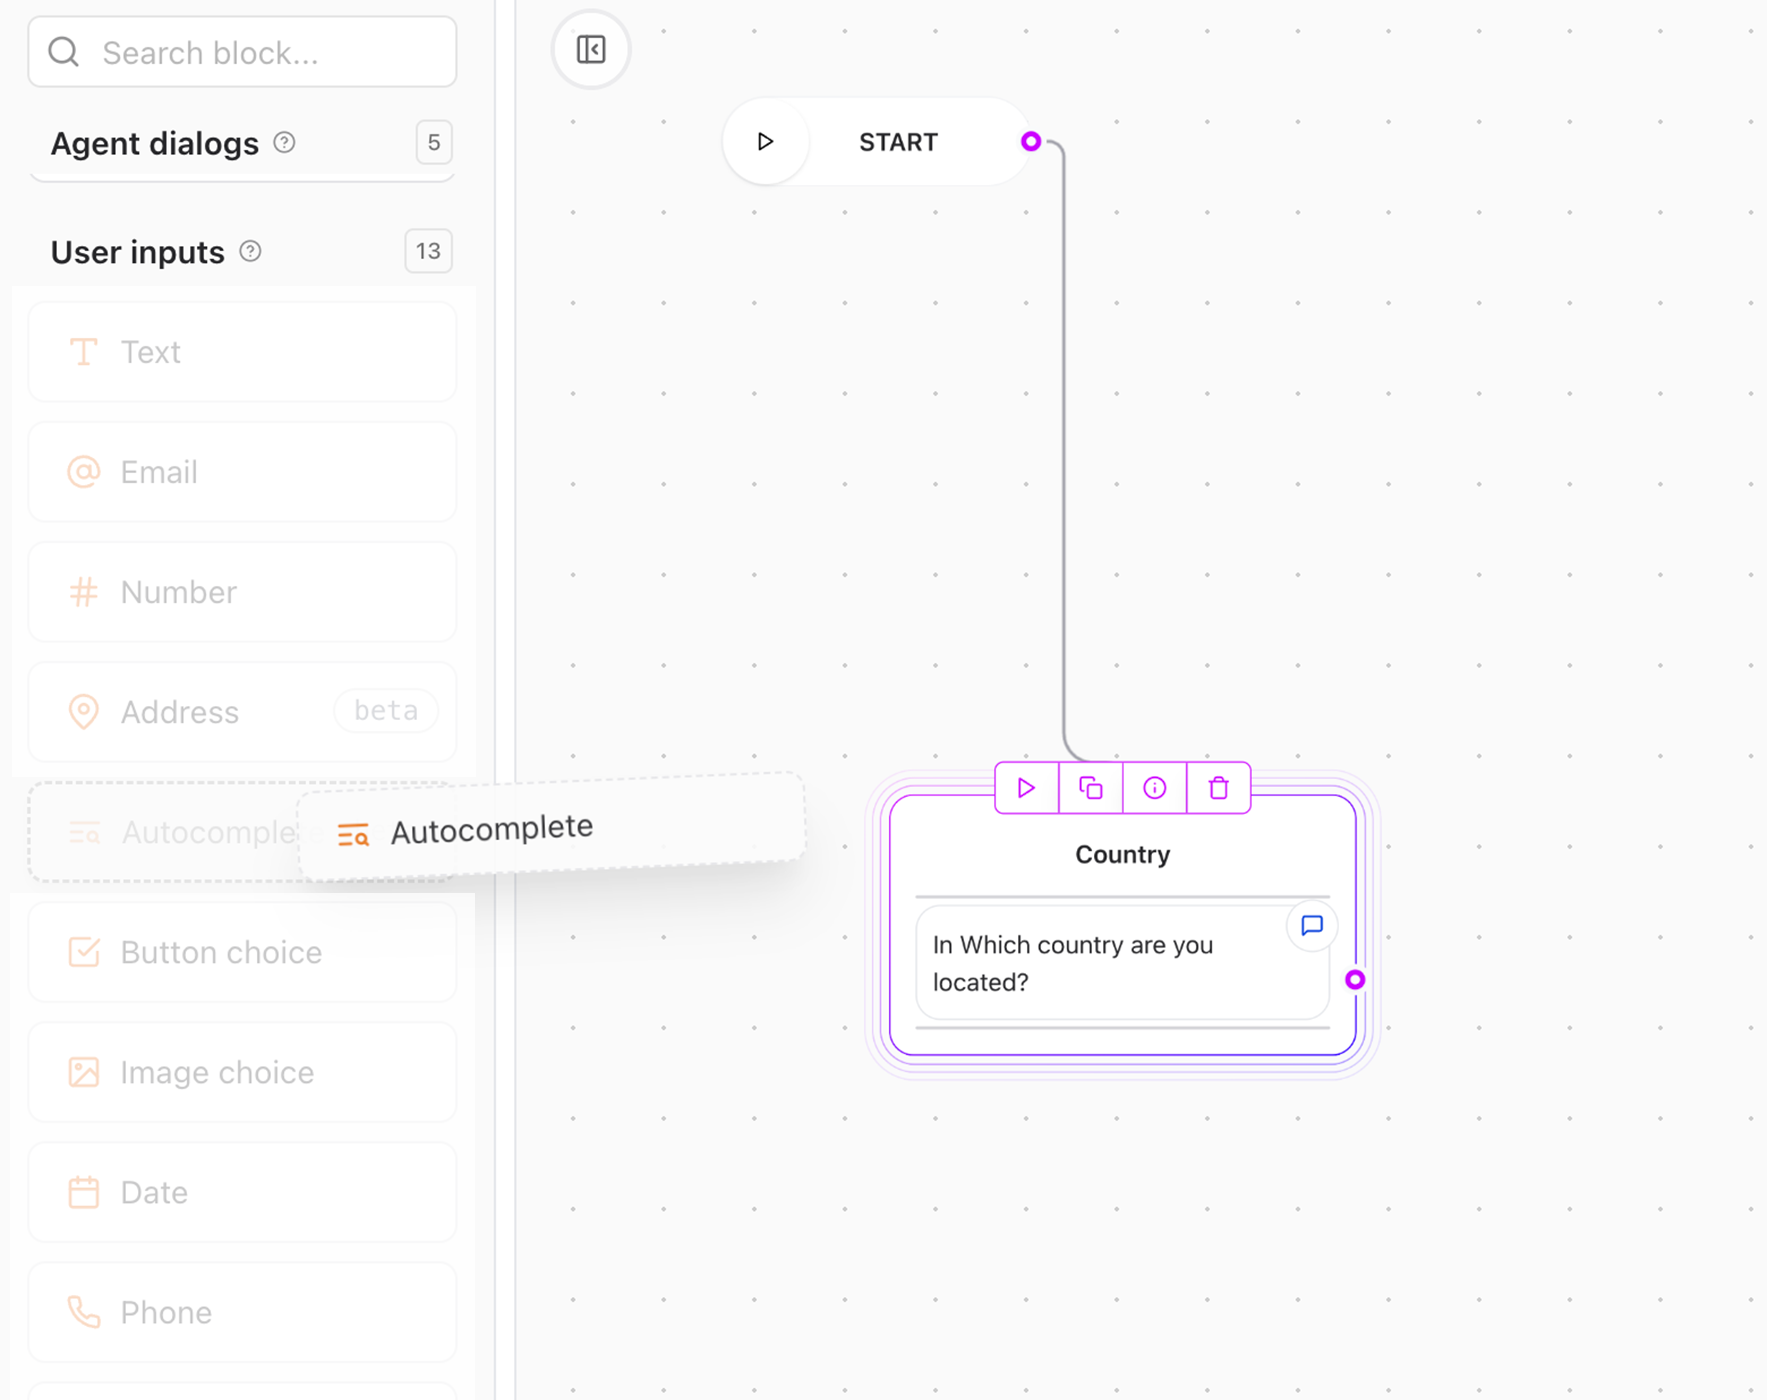 Search block...
Agent dialogs
5
User inputs
13
Text
Email
Number
Address
beta
Autocomple
Autocomplete
Button choice
Image choice
Date
Phone
START
Country
In Which country are you
located?